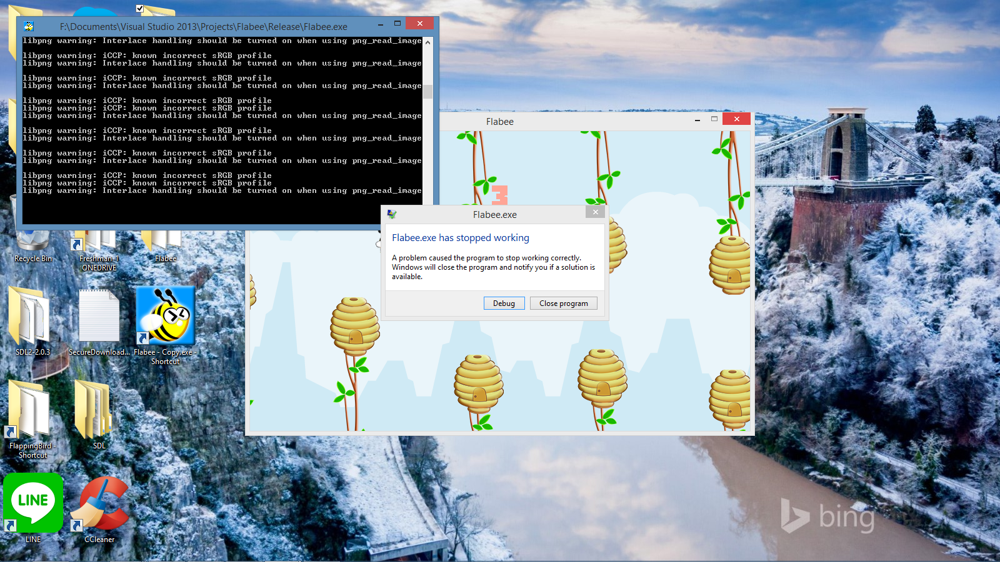 F:\Documents\Visual Studio 2013\Projects\Flabee\Release\Flabee.exe
libpng warning: Interlace handling should be turned on when using png_read_image
libpng warning: iCCP: known incorrect sRGB profile
libpng warning: Interlace handling should be turned on when using png_read_image
libpng warning: iCCP: known incorrect sRGB profile
libpng warning: Interlace handling should be turned on when using png_read_image
libpng warning: iCCP: known incorrect sRGB profile
libpng warning: iCCP: known incorrect sRGB profile
libpng warning: Interlace handling should be turned on when using png_read_image
libpng warning: iCCP: known incorrect sRGB profile
libpng warning: Interlace handling should be turned on when using png_read_image
libpng warning: iCCP: known incorrect sRGB profile
libpng warning: Interlace handling should be turned on when using png_read_image
libpng warning: iCCP: known incorrect sRGB profile
libpng warning: iCCP: known incorrect sRGB profile
libpng warning: Interlace handling should be turned on when using png_read_image
Flabee
3
Flabee.exe
Flabee.exe has stopped working
A problem caused the program to stop working correctly.
Windows will close the program and notify you if a solution is
available.
Debug
Close program
Recycle Bin
Freshman-1
ONEDRIVE
Flabee
SDL2-2.0.3
SecureDownload...
Flabee - Copy.exe -
Shortcut
FlappingBird -
Shortcut
SDL
LINE
LINE
CCleaner
bing